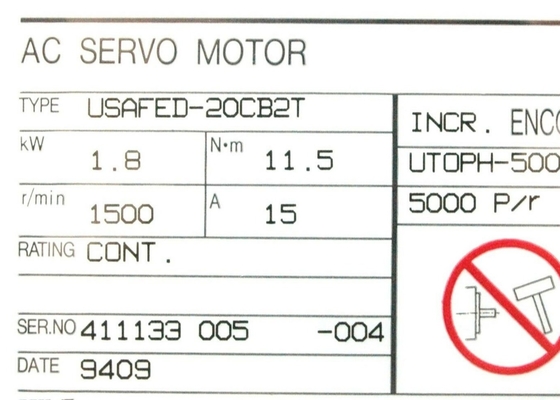 AC SERVO MOTOR
TYPE USAFED-20CB2T
kW 1.8 N·m 11.5
r/min 1500 A 15
RATING CONT.
SER.NO 411133 005 -004
DATE 9409
INCR. ENCO
UTOPH-500
5000 P/r